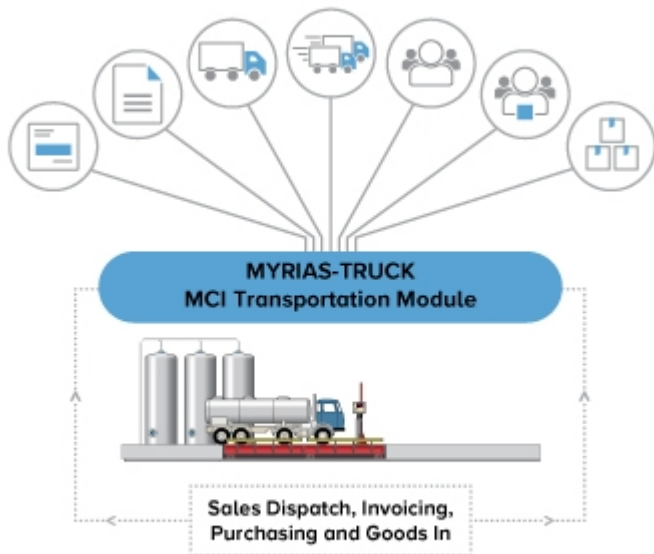 MYRIAS-TRUCK
MCI Transportation Module
Sales Dispatch, Invoicing,
Purchasing and Goods In